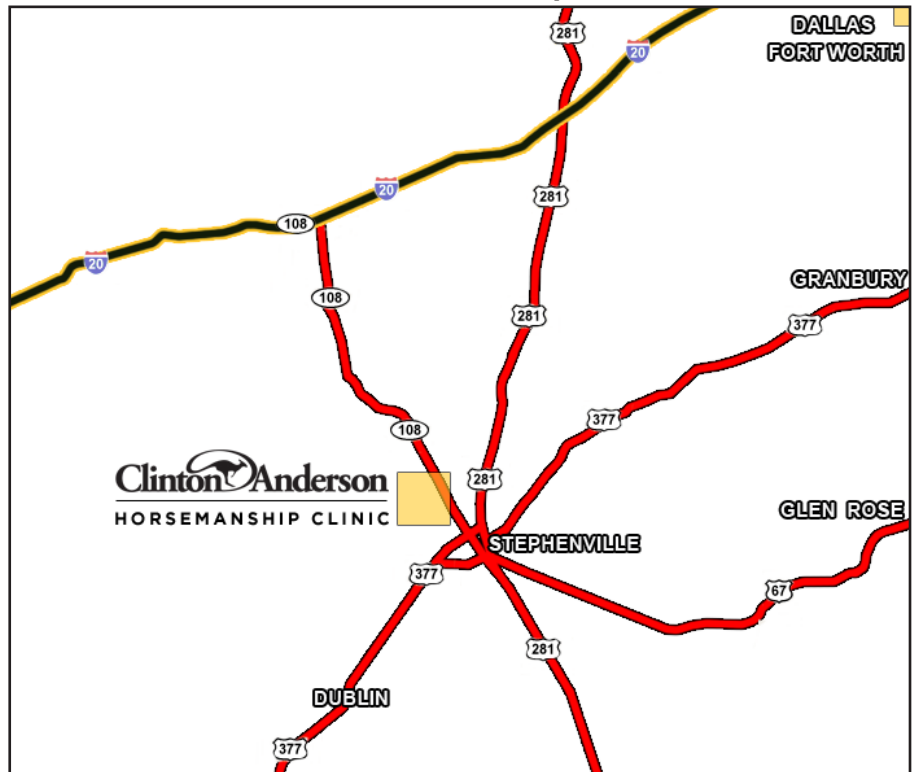 281
DALLAS
FORT WORTH
20
20
281
108
20
GRANBURY
108
281
377
377
108
Clinton Anderson
HORSEMANSHIP CLINIC
281
GLEN ROSE
STEPHENVILLE
377
67
281
DUBLIN
377